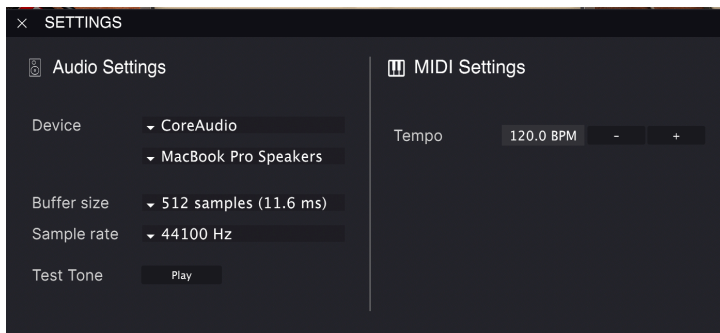 × SETTINGS
Audio Settings
Device
CoreAudio
MacBook Pro Speakers
Buffer size
512 samples (11.6 ms)
Sample rate
44100 Hz
Test Tone
Play
MIDI Settings
Tempo
120.0 BPM
-
+